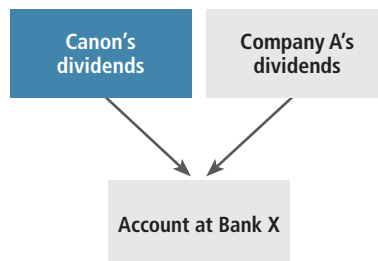 Canon's
dividends
Company A's
dividends
Account at Bank X